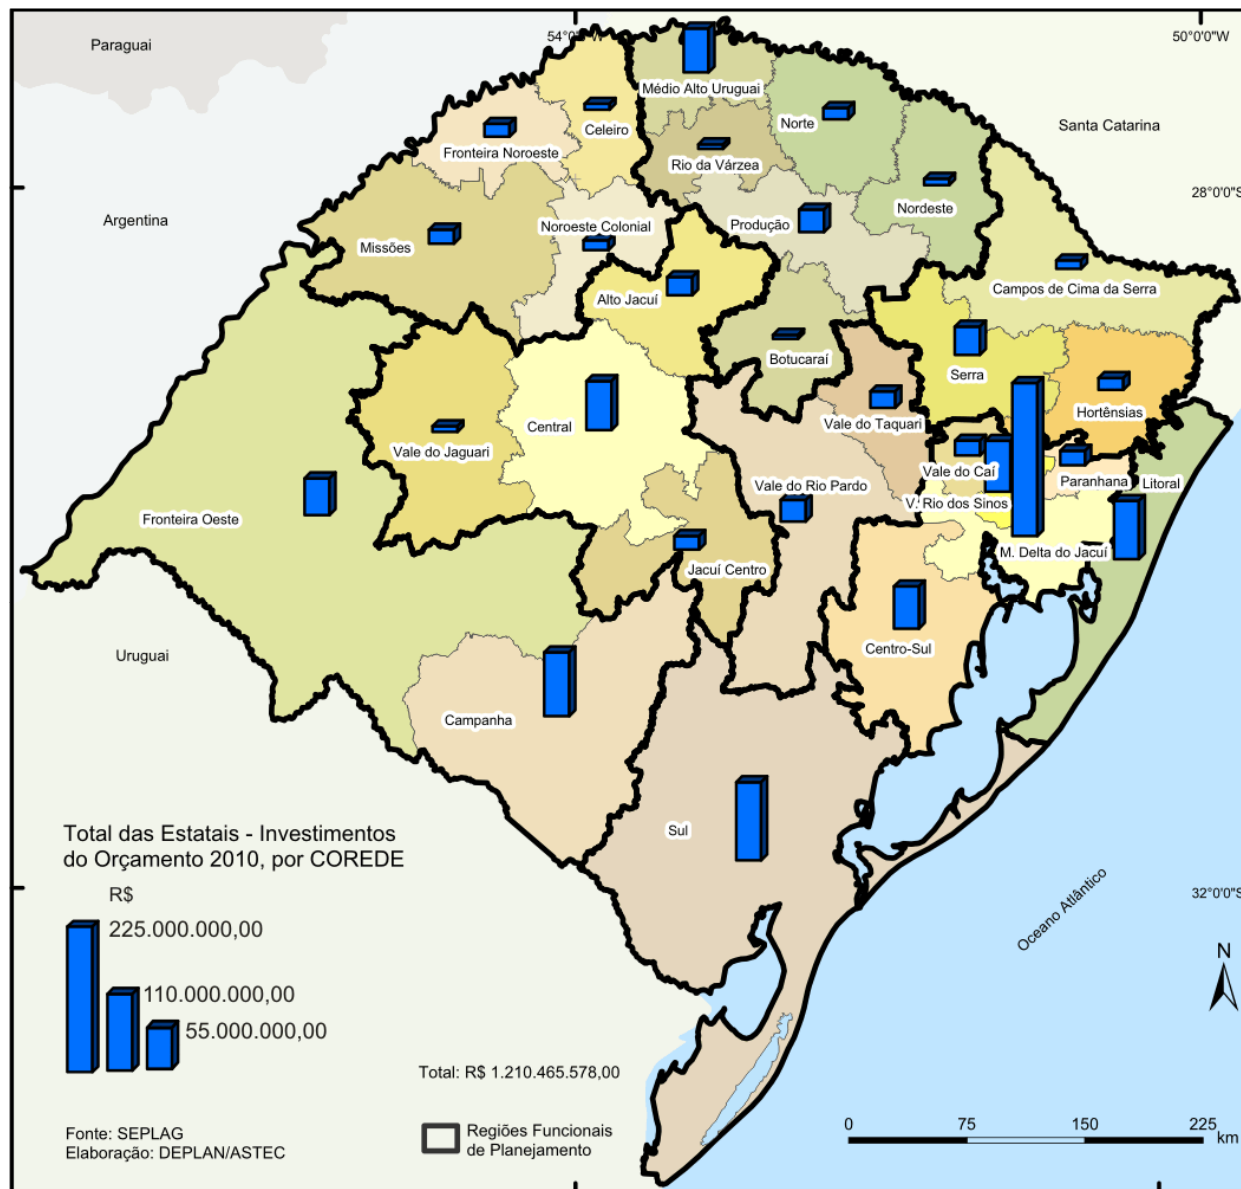 Paraguai
54°0'0"W
50°0'0"W
Médio Alto Uruguai
Celeiro
Norte
Santa Catarina
Fronteira Noroeste
Rio da Várzea
28°0'0"S
Argentina
Nordeste
Noroeste Colonial
Produção
Missões
Campos de Cima da Serra
Alto Jacuí
Botucaraí
Serra
Hortênsias
Central
Vale do Taquari
Vale do Jaguari
Vale do Caí
Paranhana
Litoral
Vale do Rio Pardo
V. Rio dos Sinos
Fronteira Oeste
M. Delta do Jacuí
Jacuí Centro
Centro-Sul
Uruguai
Campanha
Sul
Total das Estatais - Investimentos
do Orçamento 2010, por COREDE
R$
225.000.000,00
110.000.000,00
55.000.000,00
32°0'0"S
Oceano Atlântico
N
Total: R$ 1.210.465.578,00
Fonte: SEPLAG
Elaboração: DEPLAN/ASTEC
Regiões Funcionais
de Planejamento
0 75 150 225
km